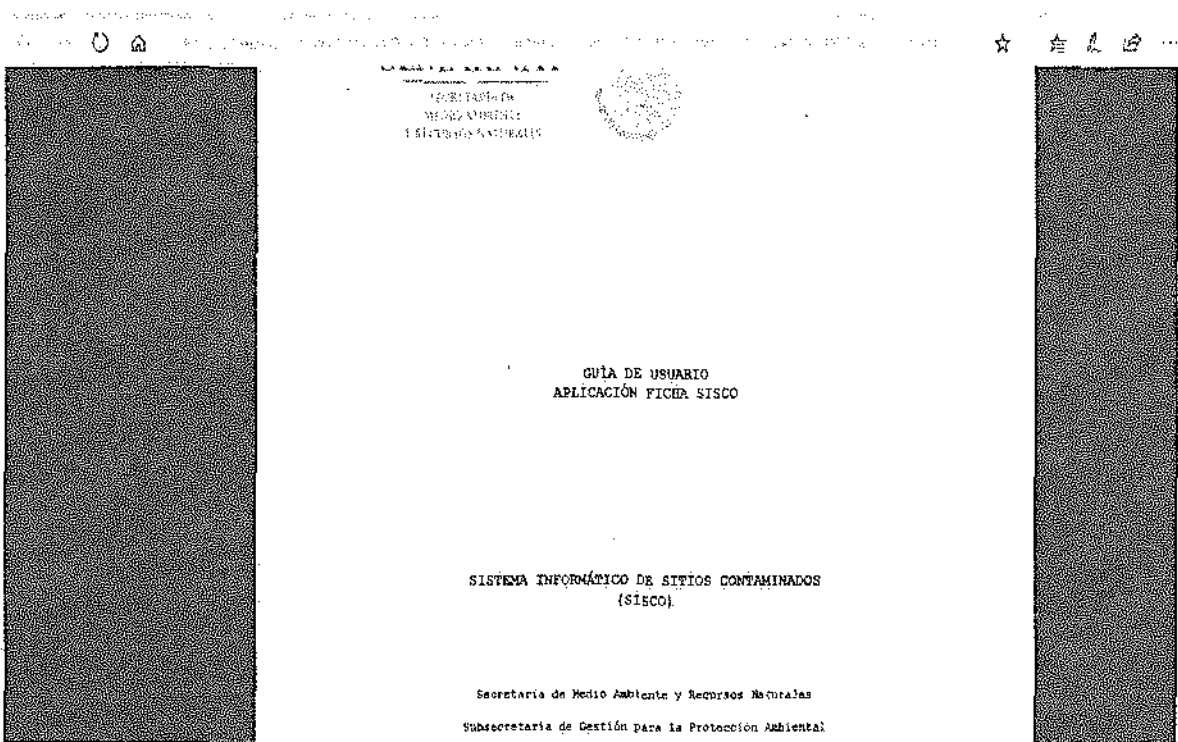 SECRETARÍA DE
MEDIO AMBIENTE
Y RECURSOS NATURALES
GUÍA DE USUARIO
APLICACIÓN FICHA SISCO
SISTEMA INFORMÁTICO DE SITIOS CONTAMINADOS
(SISCO)
Secretaría de Medio Ambiente y Recursos Naturales
Subsecretaría de Gestión para la Protección Ambiental